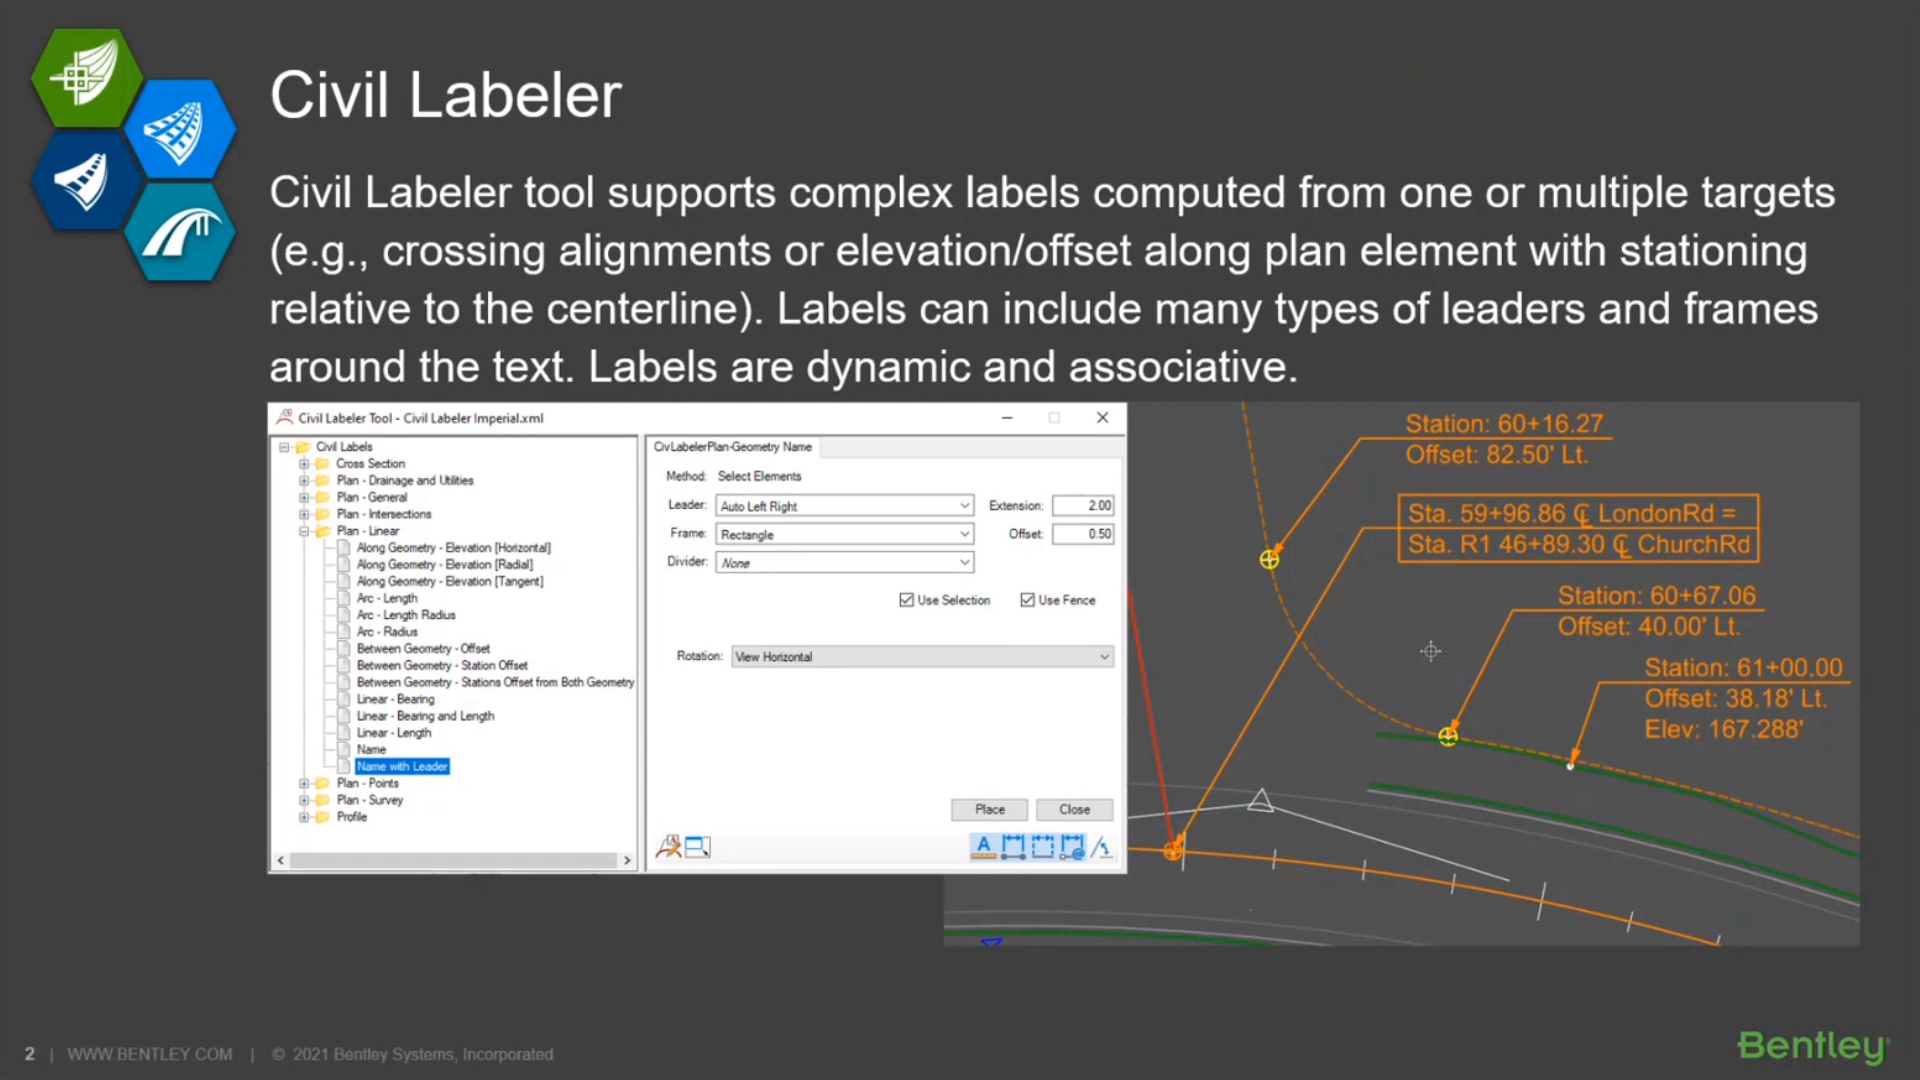 Civil Labeler
Civil Labeler tool supports complex labels computed from one or multiple targets
(e.g., crossing alignments or elevation/offset along plan element with stationing
relative to the centerline). Labels can include many types of leaders and frames
around the text. Labels are dynamic and associative.
Civil Labeler Tool - Civil Labeler Imperial.xml
Civil Labels
Cross Section
Plan - Drainage and Utilities
Plan - General
Plan - Intersections
Plan - Linear
Along Geometry - Elevation [Horizontal]
Along Geometry - Elevation [Radial]
Along Geometry - Elevation [Tangent]
Arc - Length
Arc - Length Radius
Arc - Radius
Between Geometry - Offset
Between Geometry - Station Offset
Between Geometry - Stations Offset from Both Geometry
Linear - Bearing
Linear - Bearing and Length
Linear - Length
Name
Name with Leader
Plan - Points
Plan - Survey
Profile
CivLabelerPlan-Geometry Name
Method: Select Elements
Leader: Auto Left Right Extension: 2.00
Frame: Rectangle Offset: 0.50
Divider: None
Use Selection Use Fence
Rotation: View Horizontal
Place Close
Station: 60+16.27
Offset: 82.50' Lt.
Sta. 59+96.86 ℄ LondonRd =
Sta. R1 46+89.30 ℄ ChurchRd
Station: 60+67.06
Offset: 40.00' Lt.
Station: 61+00.00
Offset: 38.18' Lt.
Elev: 167.288'
2 | WWW.BENTLEY.COM | © 2021 Bentley Systems, Incorporated
Bentley